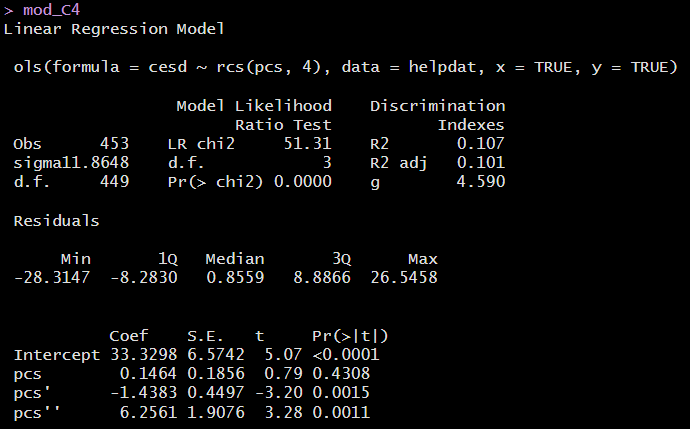 > mod_C4
Linear Regression Model
ols(formula = cesd ~ rcs(pcs, 4), data = helpdat, x = TRUE, y = TRUE)
Model Likelihood    Discrimination
Ratio Test    Indexes
Obs 453    LR chi2 51.31    R2 0.107
sigma11.8648    d.f. 3    R2 adj 0.101
d.f. 449    Pr(> chi2) 0.0000    g 4.590
Residuals
Min 1Q Median 3Q Max
-28.3147 -8.2830 0.8559 8.8866 26.5458
Coef S.E. t Pr(>|t|)
Intercept 33.3298 6.5742 5.07 <0.0001
pcs 0.1464 0.1856 0.79 0.4308
pcs' -1.4383 0.4497 -3.20 0.0015
pcs'' 6.2561 1.9076 3.28 0.0011